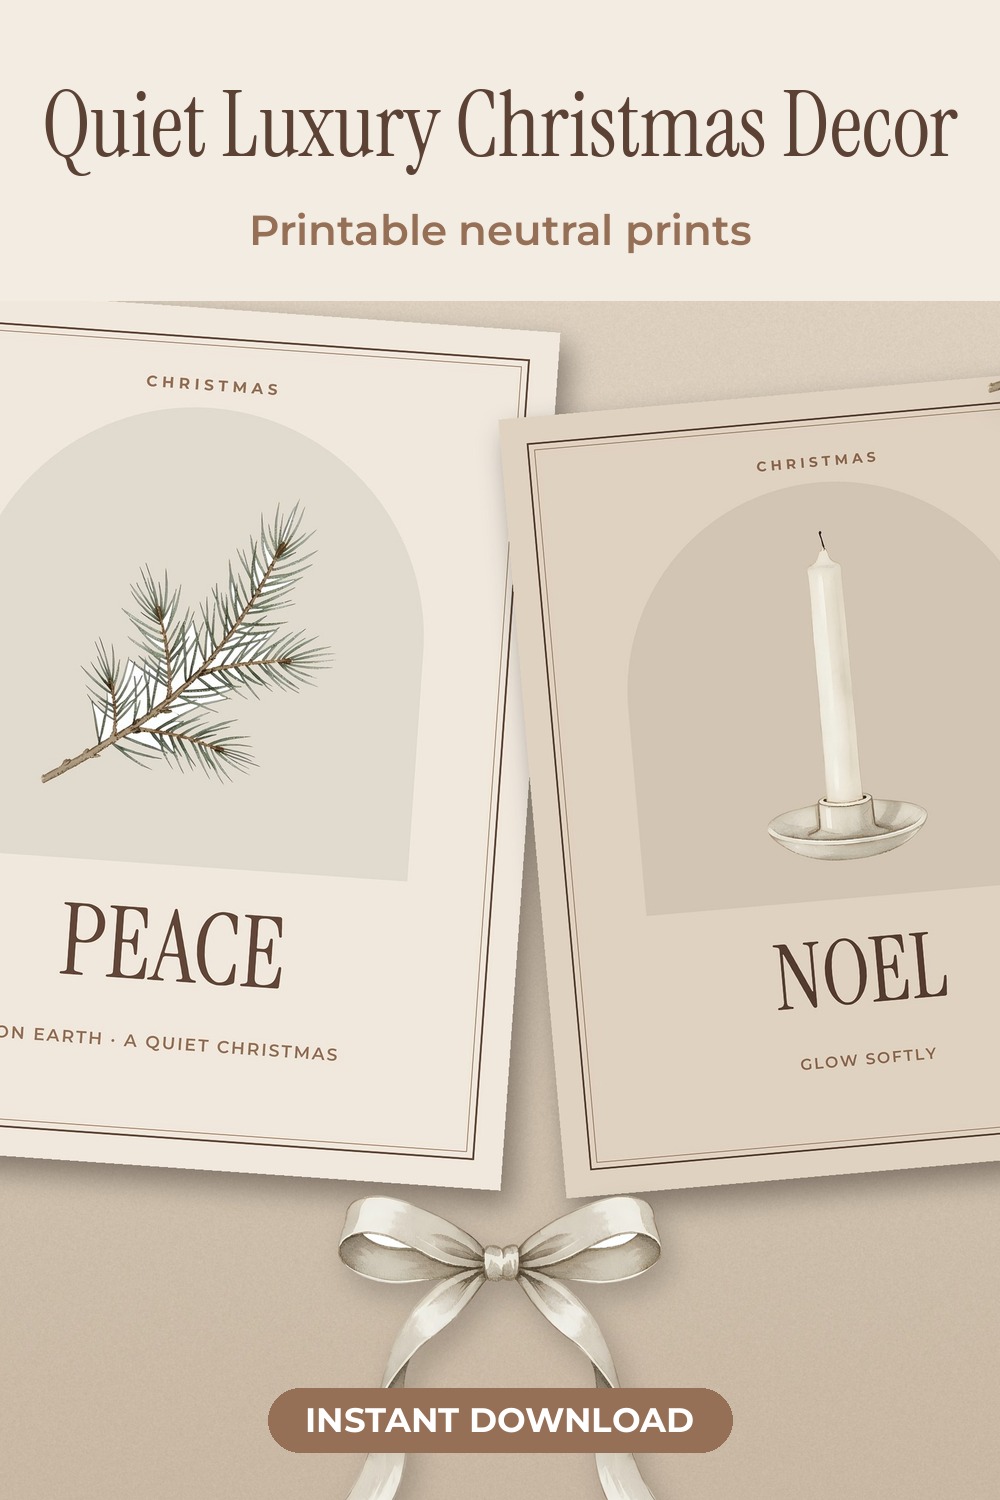 Quiet Luxury Christmas Decor
Printable neutral prints
CHRISTMAS
PEACE
ON EARTH · A QUIET CHRISTMAS
CHRISTMAS
NOEL
GLOW SOFTLY
INSTANT DOWNLOAD